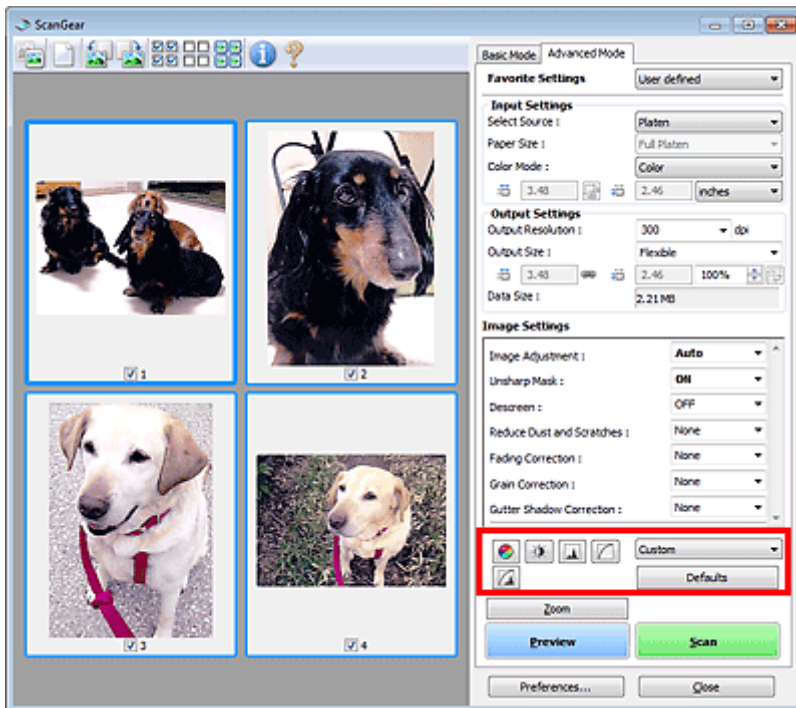 ScanGear
Basic Mode Advanced Mode
Favorite Settings User defined
Input Settings
Select Source : Platen
Paper Size : Full Platen
Color Mode : Color
3.48 2.46 inches
Output Settings
Output Resolution : 300 dpi
Output Size : Flexible
3.48 2.46 100%
Data Size : 2.21 MB
Image Settings
Image Adjustment : Auto
Unsharp Mask : ON
Descreen : OFF
Reduce Dust and Scratches : None
Fading Correction : None
Grain Correction : None
Gutter Shadow Correction : None
Custom
Defaults
Zoom
Preview Scan
Preferences... Close
1
2
3
4